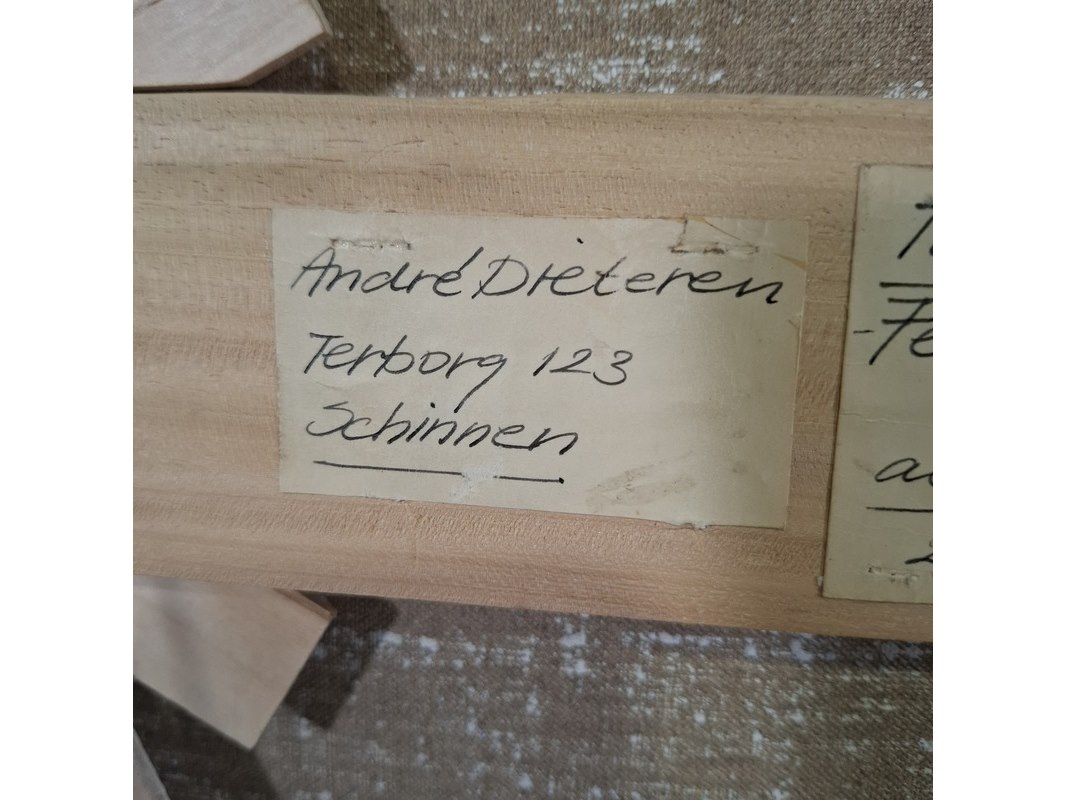 André Dieteren
Terborg 123
Schinnen